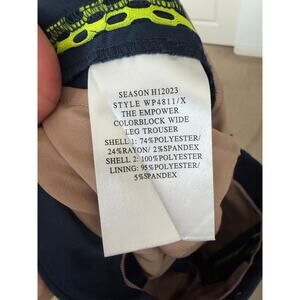 SEASON H12023
STYLE WP4811/X
THE EMPOWER
COLORBLOCK WIDE
LEG TROUSER
SHELL 1: 74%POLYESTER/
24%RAYON/ 2%SPANDEX
SHELL 2: 100%POLYESTER
LINING: 95%POLYESTER/
5%SPANDEX